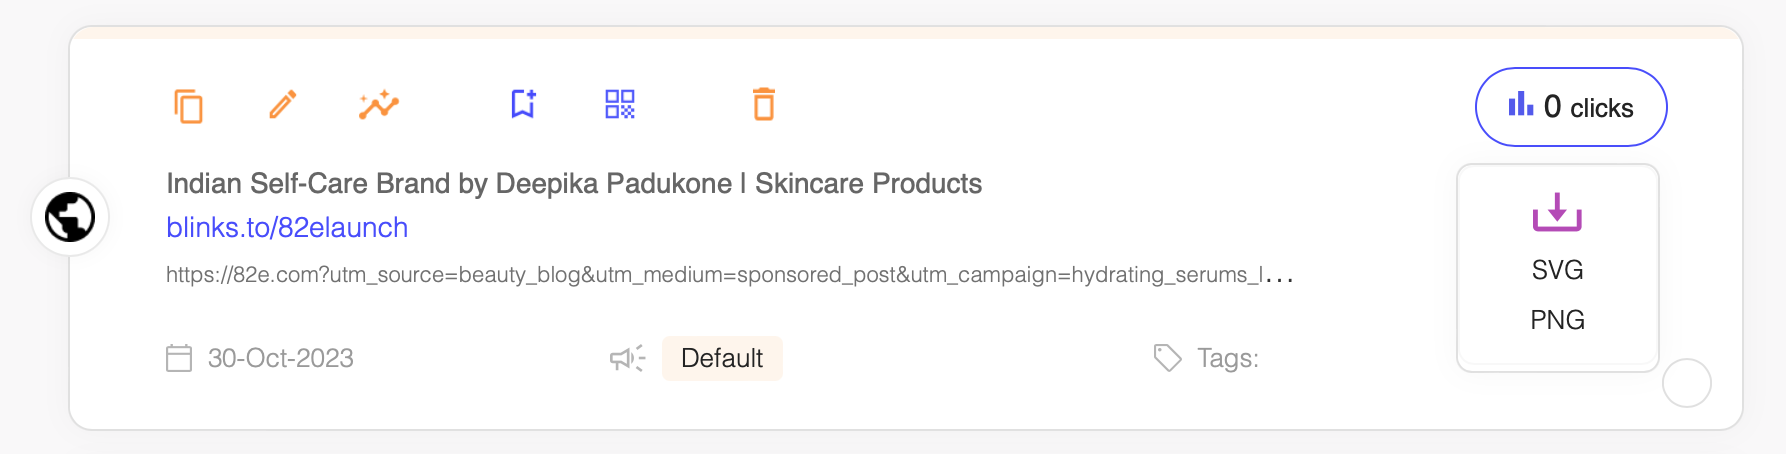 0 clicks
Indian Self-Care Brand by Deepika Padukone | Skincare Products
blinks.to/82elaunch
https://82e.com?utm_source=beauty_blog&utm_medium=sponsored_post&utm_campaign=hydrating_serums_l...
SVG
PNG
30-Oct-2023
Default
Tags: